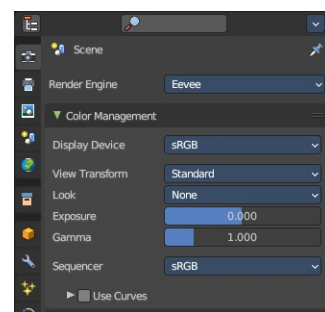 Scene
Render Engine Eevee
Color Management
Display Device sRGB
View Transform Standard
Look None
Exposure 0.000
Gamma 1.000
Sequencer sRGB
Use Curves